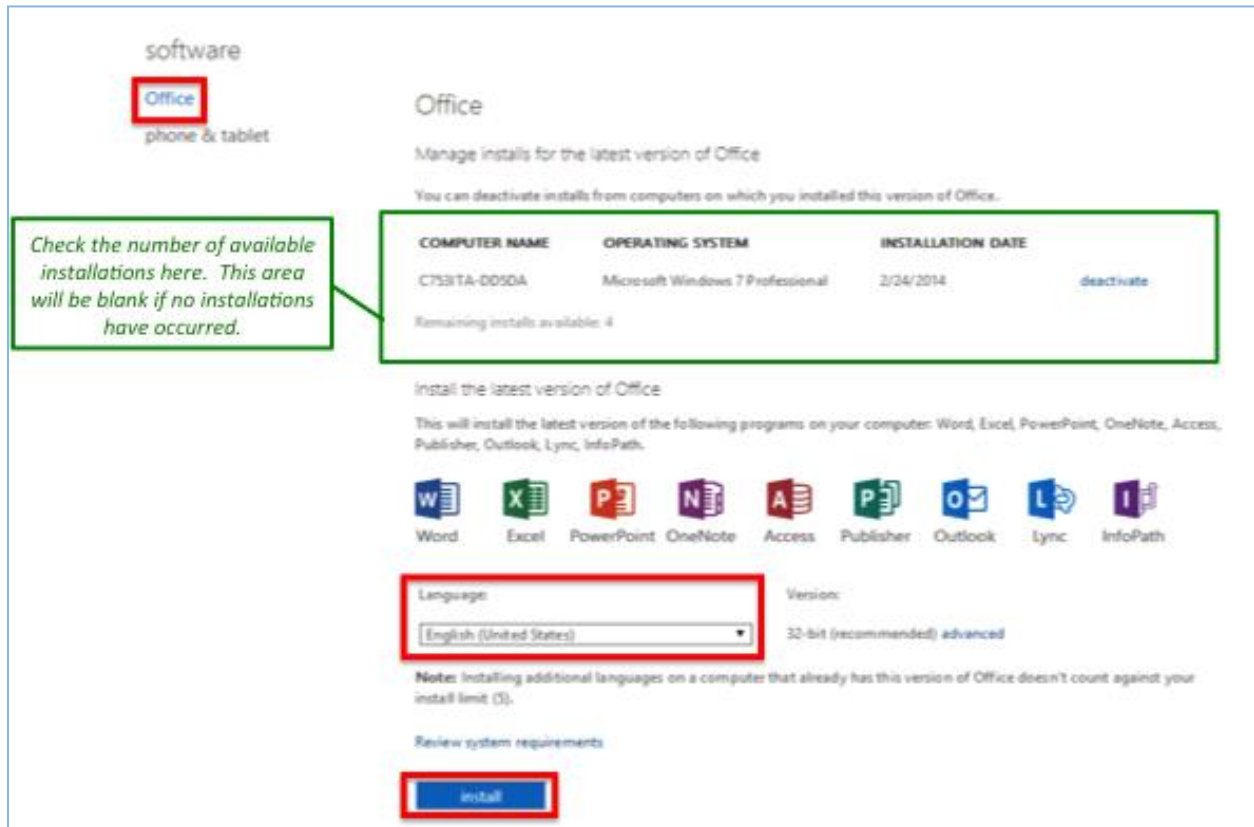 software
Office
phone & tablet
Office
Manage installs for the latest version of Office
You can deactivate installs from computers on which you installed this version of Office.
Check the number of available
installations here. This area
will be blank if no installations
have occurred.
COMPUTER NAME OPERATING SYSTEM INSTALLATION DATE
C753ITA-DD5DA Microsoft Windows 7 Professional 2/24/2014 deactivate
Remaining installs available: 4
Install the latest version of Office
This will install the latest version of the following programs on your computer: Word, Excel, PowerPoint, OneNote, Access,
Publisher, Outlook, Lync, InfoPath.
Word Excel PowerPoint OneNote Access Publisher Outlook Lync InfoPath
Language: Version:
English (United States) 32-bit (recommended) advanced
Note: Installing additional languages on a computer that already has this version of Office doesn't count against your
install limit (5).
Review system requirements
install